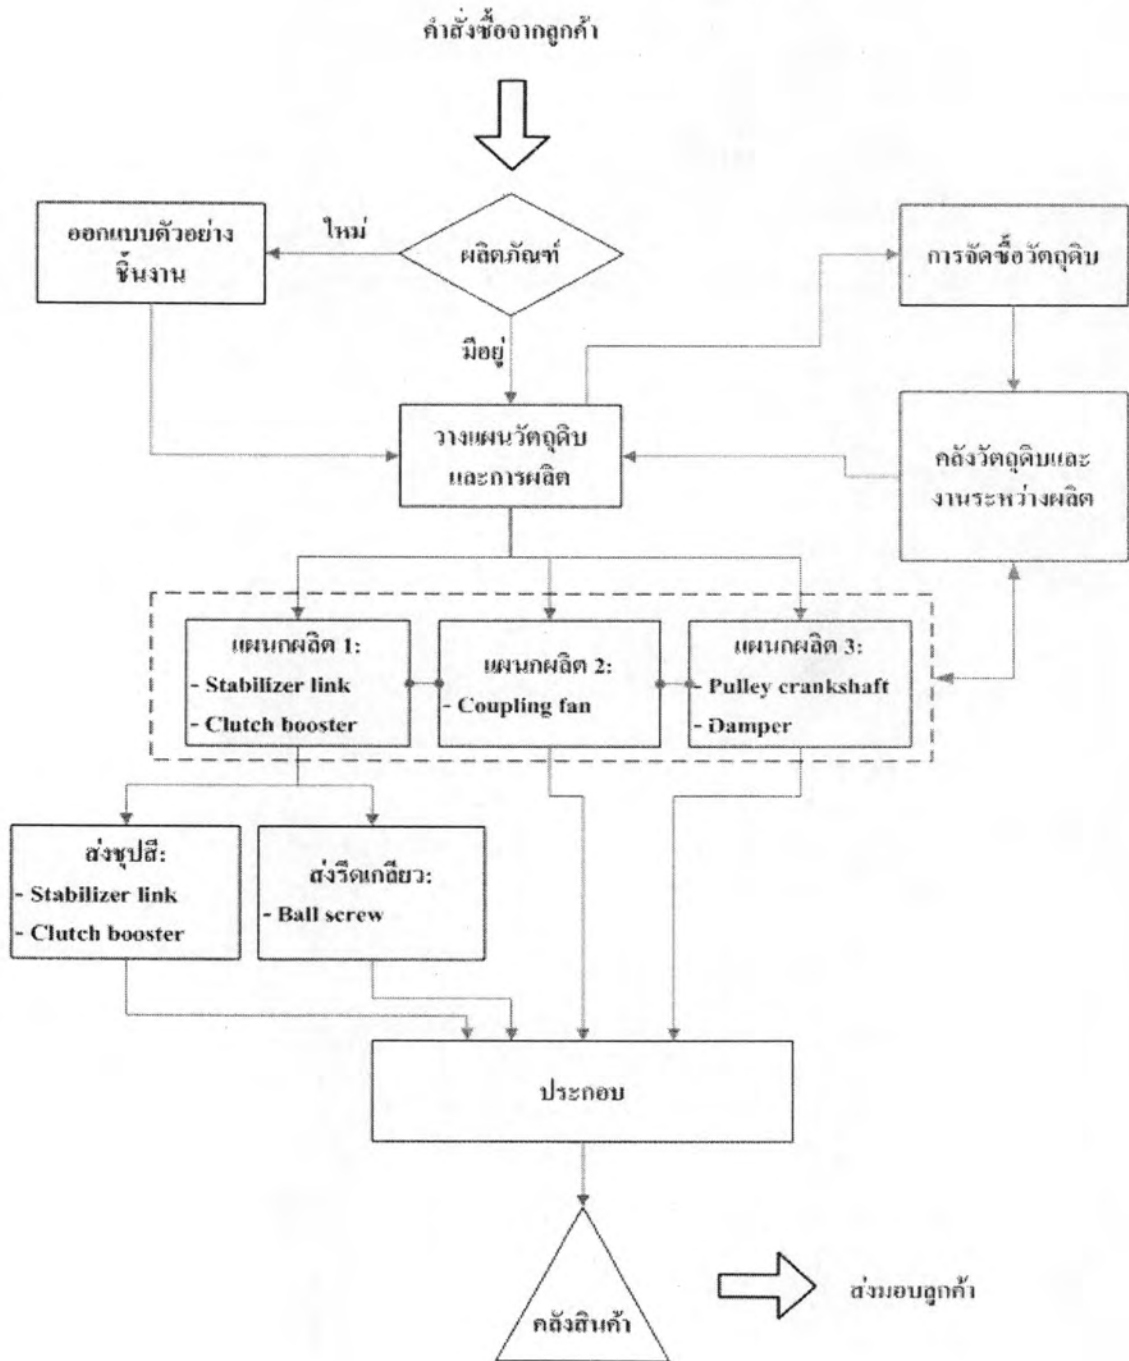 คำสั่งซื้อจากลูกค้า
ออกแบบตัวอย่าง
ชิ้นงาน
ใหม่
ผลิตภัณฑ์
การจัดซื้อวัตถุดิบ
มีอยู่
วางแผนวัตถุดิบ
และการผลิต
คลังวัตถุดิบและ
งานระหว่างผลิต
แผนกผลิต 1:
- Stabilizer link
- Clutch booster
แผนกผลิต 2:
- Coupling fan
แผนกผลิต 3:
- Pulley crankshaft
- Damper
ส่งชุปสี:
- Stabilizer link
- Clutch booster
ส่งรีดเกลียว:
- Ball screw
ประกอบ
คลังสินค้า
ส่งมอบลูกค้า